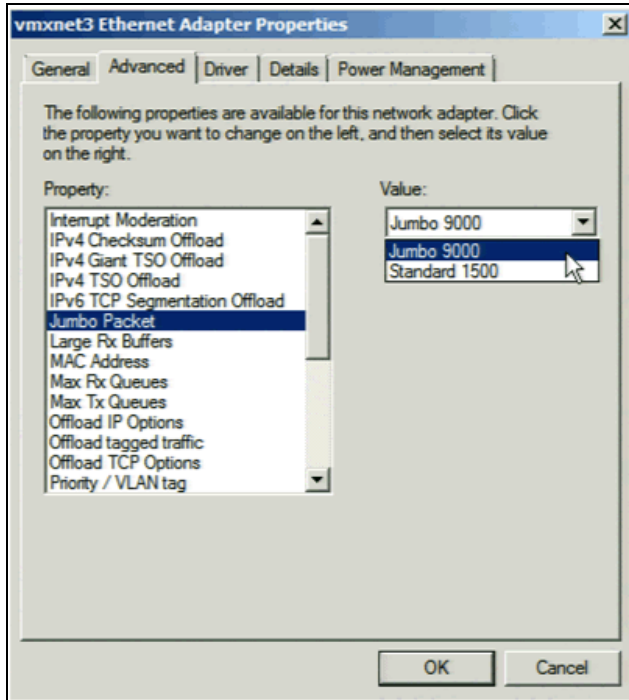 vmxnet3 Ethernet Adapter Properties
General Advanced Driver Details Power Management
The following properties are available for this network adapter. Click
the property you want to change on the left, and then select its value
on the right.
Property:
Value:
Interrupt Moderation
IPv4 Checksum Offload
IPv4 Giant TSO Offload
IPv4 TSO Offload
IPv6 TCP Segmentation Offload
Jumbo Packet
Large Rx Buffers
MAC Address
Max Rx Queues
Max Tx Queues
Offload IP Options
Offload tagged traffic
Offload TCP Options
Priority / VLAN tag
Jumbo 9000
Jumbo 9000
Standard 1500
OK
Cancel